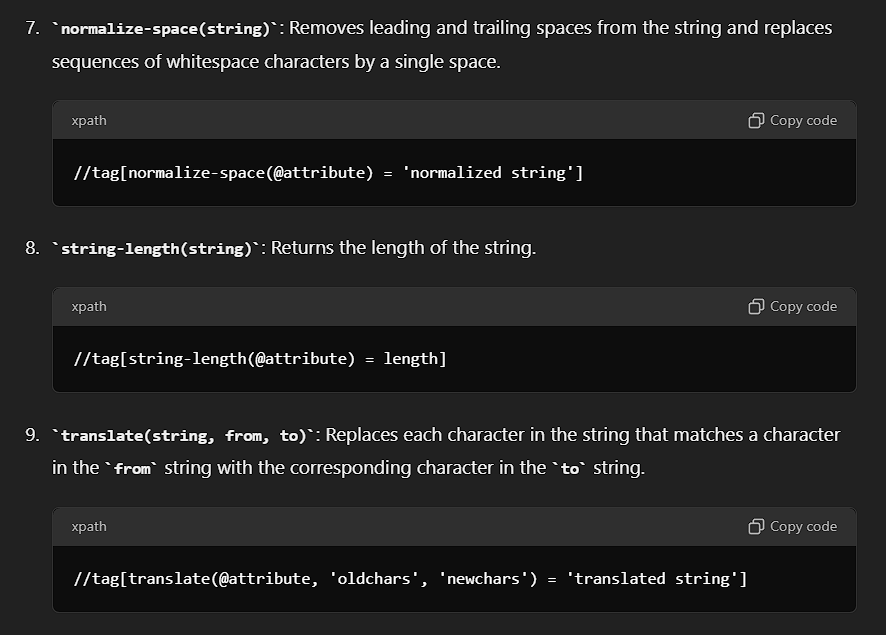 7. `normalize-space(string)`: Removes leading and trailing spaces from the string and replaces
sequences of whitespace characters by a single space.
xpath
Copy code
//tag[normalize-space(@attribute) = 'normalized string']
8. `string-length(string)`: Returns the length of the string.
xpath
Copy code
//tag[string-length(@attribute) = length]
9. `translate(string, from, to)`: Replaces each character in the string that matches a character
in the `from` string with the corresponding character in the `to` string.
xpath
Copy code
//tag[translate(@attribute, 'oldchars', 'newchars') = 'translated string']